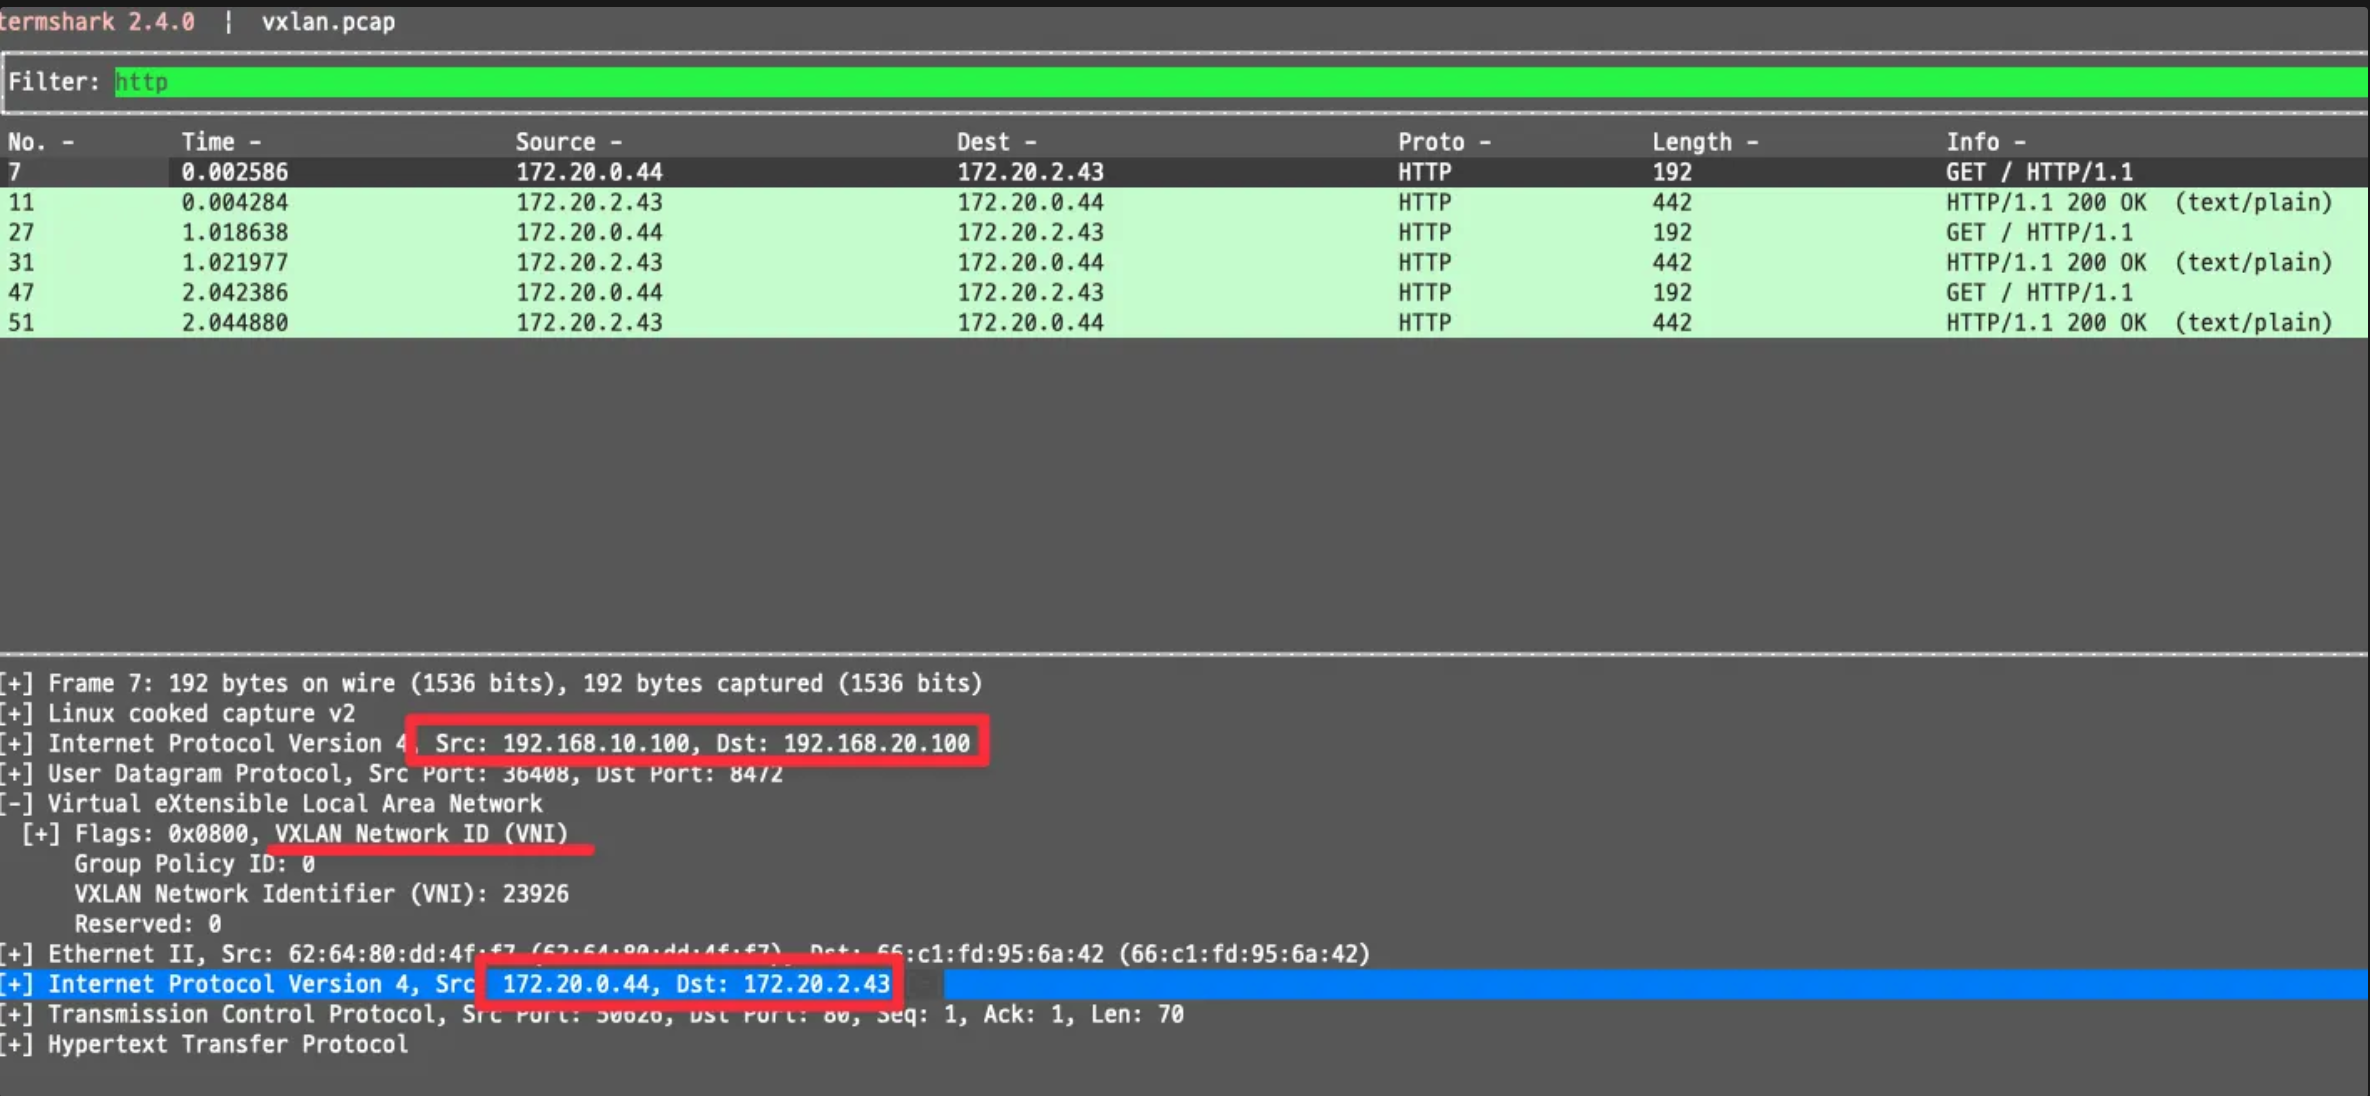 termshark 2.4.0 | vxlan.pcap
Filter: http
No. - Time - Source - Dest - Proto - Length - Info -
7 0.002586 172.20.0.44 172.20.2.43 HTTP 192 GET / HTTP/1.1
11 0.004284 172.20.2.43 172.20.0.44 HTTP 442 HTTP/1.1 200 OK (text/plain)
27 1.018638 172.20.0.44 172.20.2.43 HTTP 192 GET / HTTP/1.1
31 1.021977 172.20.2.43 172.20.0.44 HTTP 442 HTTP/1.1 200 OK (text/plain)
47 2.042386 172.20.0.44 172.20.2.43 HTTP 192 GET / HTTP/1.1
51 2.044880 172.20.2.43 172.20.0.44 HTTP 442 HTTP/1.1 200 OK (text/plain)
[+] Frame 7: 192 bytes on wire (1536 bits), 192 bytes captured (1536 bits)
[+] Linux cooked capture v2
[+] Internet Protocol Version 4, Src: 192.168.10.100, Dst: 192.168.20.100
[+] User Datagram Protocol, Src Port: 36408, Dst Port: 8472
[-] Virtual eXtensible Local Area Network
[+] Flags: 0x0800, VXLAN Network ID (VNI)
Group Policy ID: 0
VXLAN Network Identifier (VNI): 23926
Reserved: 0
[+] Ethernet II, Src: 62:64:80:dd:4f:f7 (62:64:80:dd:4f:f7), Dst: 66:c1:fd:95:6a:42 (66:c1:fd:95:6a:42)
[+] Internet Protocol Version 4, Src 172.20.0.44, Dst: 172.20.2.43
[+] Transmission Control Protocol, Src Port: 50626, Dst Port: 80, Seq: 1, Ack: 1, Len: 70
[+] Hypertext Transfer Protocol